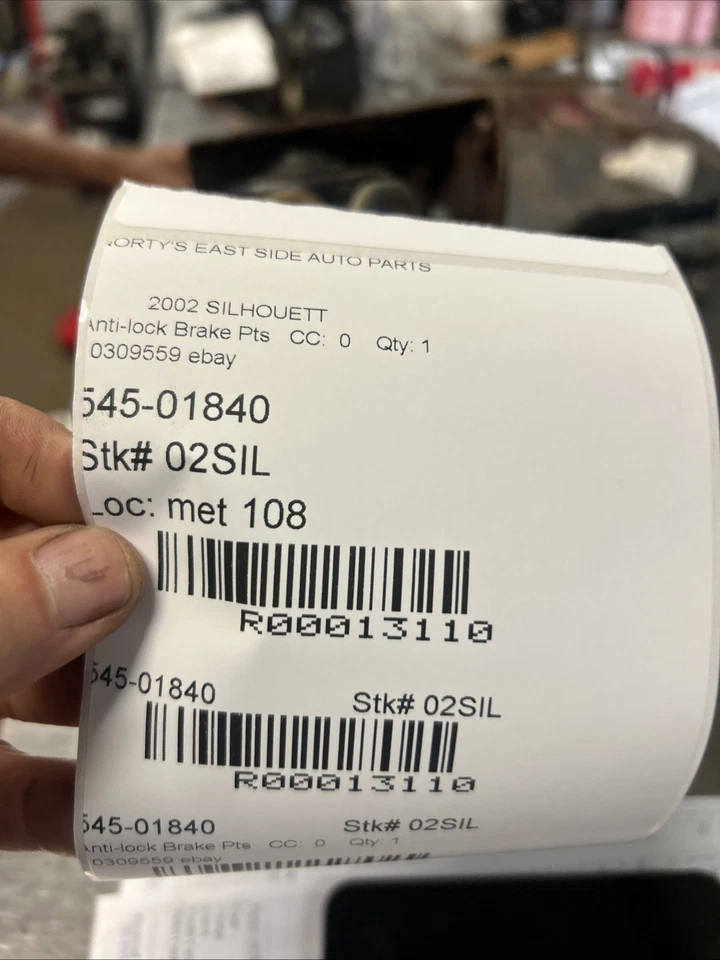 ORTY'S EAST SIDE AUTO PARTS
2002 SILHOUETT
Anti-lock Brake Pts CC: 0 Qty: 1
0309559 ebay
545-01840
Stk# 02SIL
Loc: met 108
R00013110
545-01840 Stk# 02SIL
R00013110
545-01840 Stk# 02SIL
Anti-lock Brake Pts CC: 0 Qty: 1
0309559 ebay